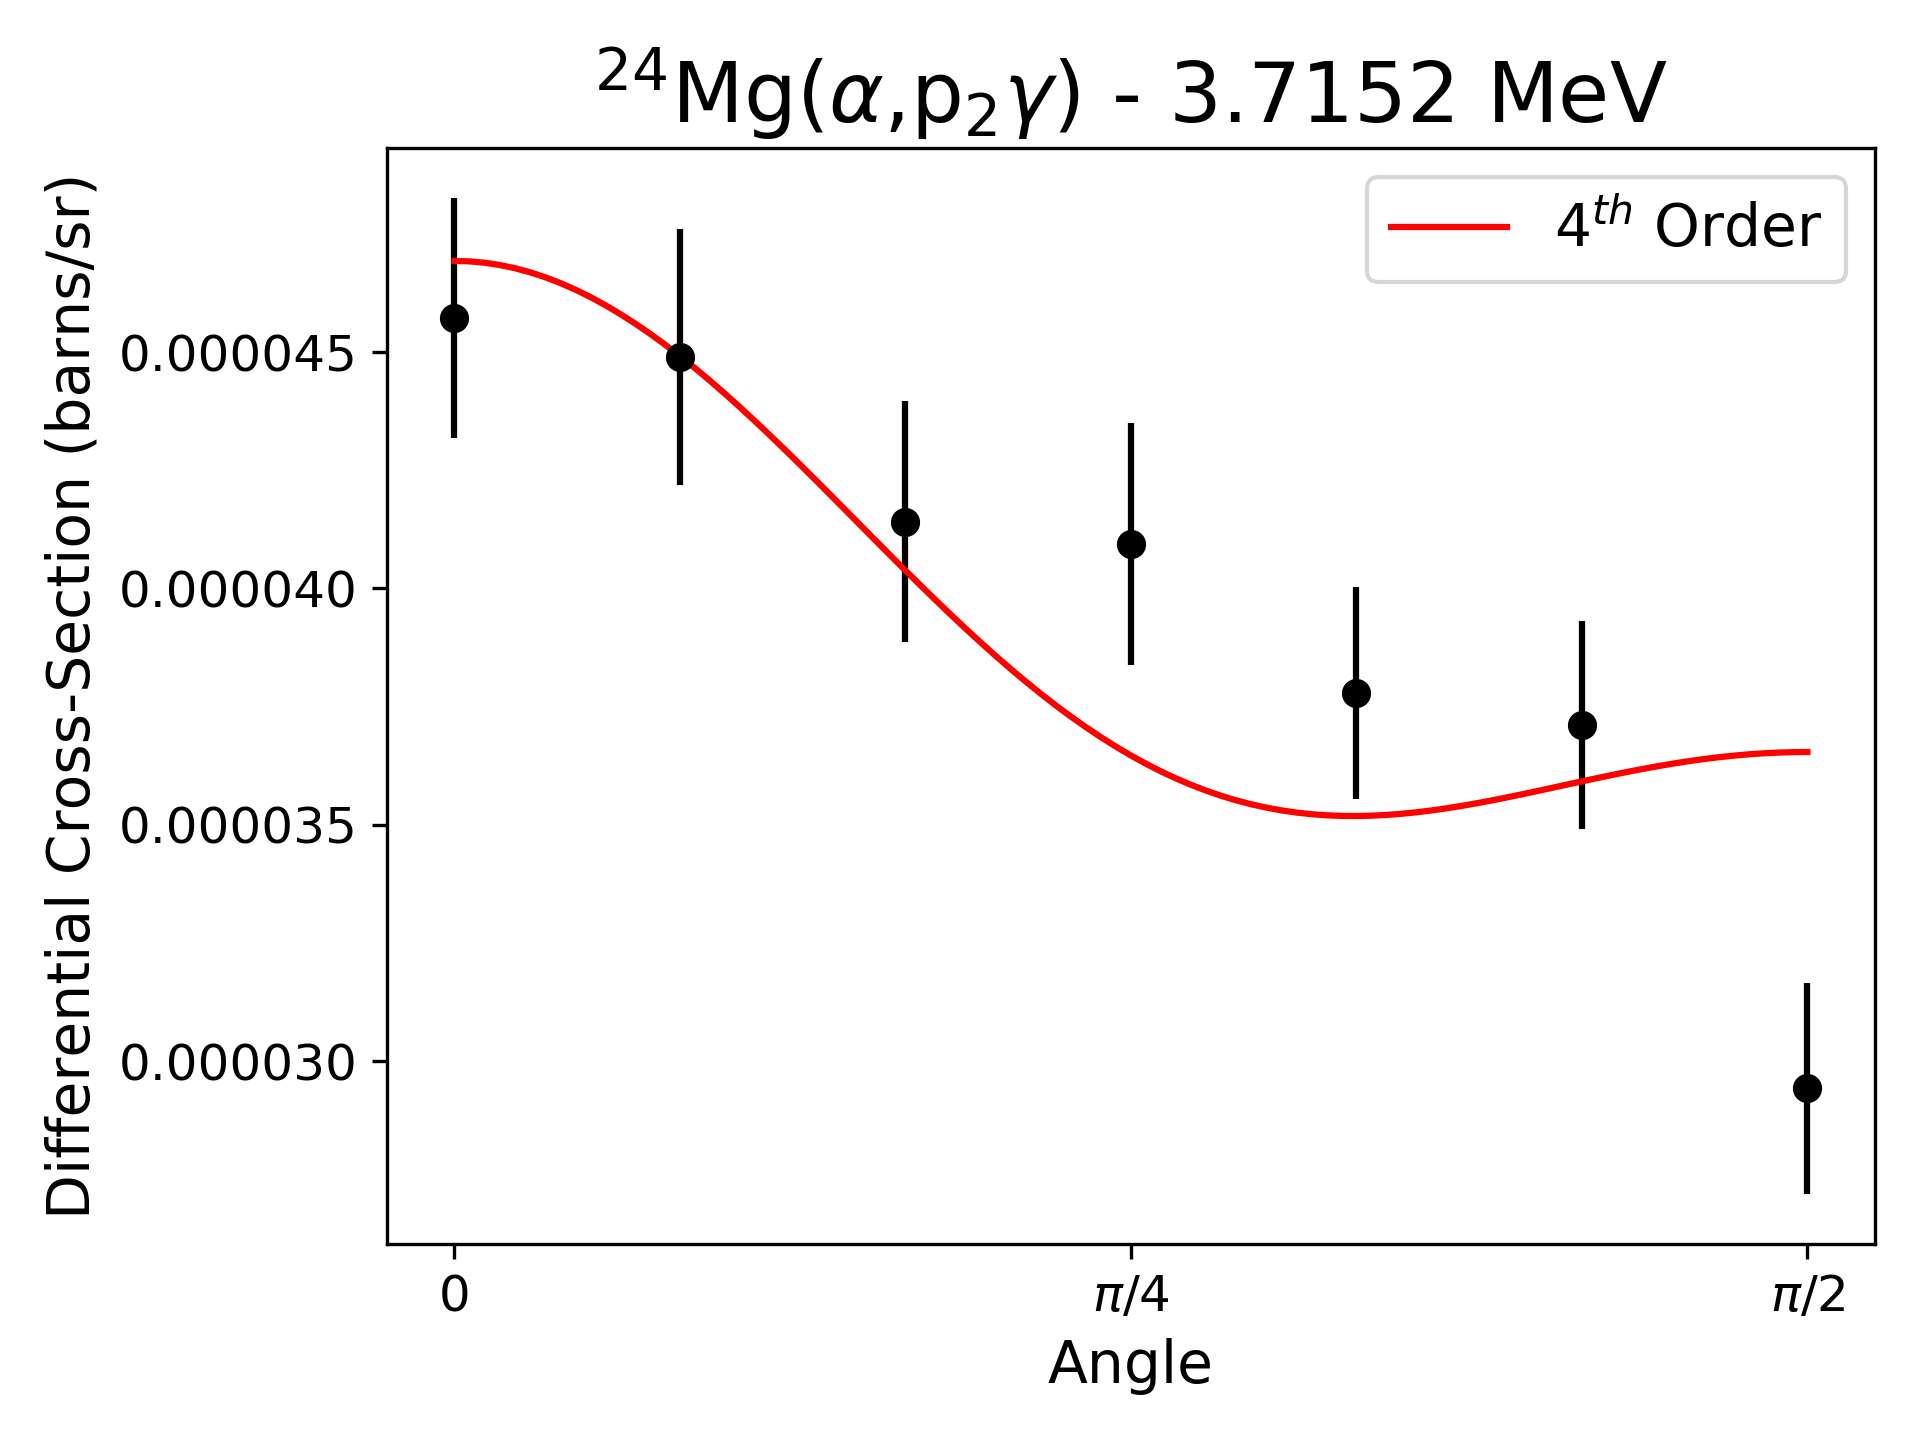 ²⁴Mg(α,p₂γ) - 3.7152 MeV
4ᵗʰ Order
Differential Cross-Section (barns/sr)
0.000045
0.000040
0.000035
0.000030
0
π/4
π/2
Angle